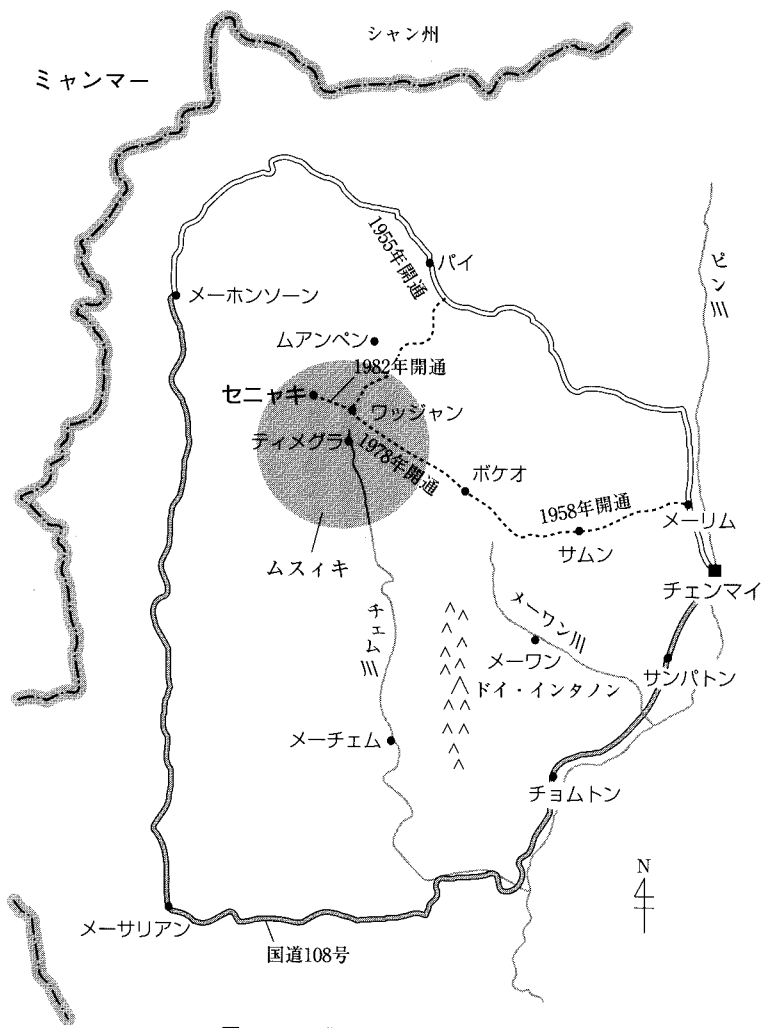 シャン州
ミャンマー
1955年開通
パイ
ピン川
メーホンソーン
ムアンペン
1982年開通
セニャキ
ワッジャン
ティメグラ
1978年開通
ボケオ
1958年開通
メーリム
サムン
ムスィキ
チェンマイ
チェム川
メーワン川
メーワン
サンパトン
ドイ・インタノン
メーチェム
チョムトン
N
メーサリアン
国道108号